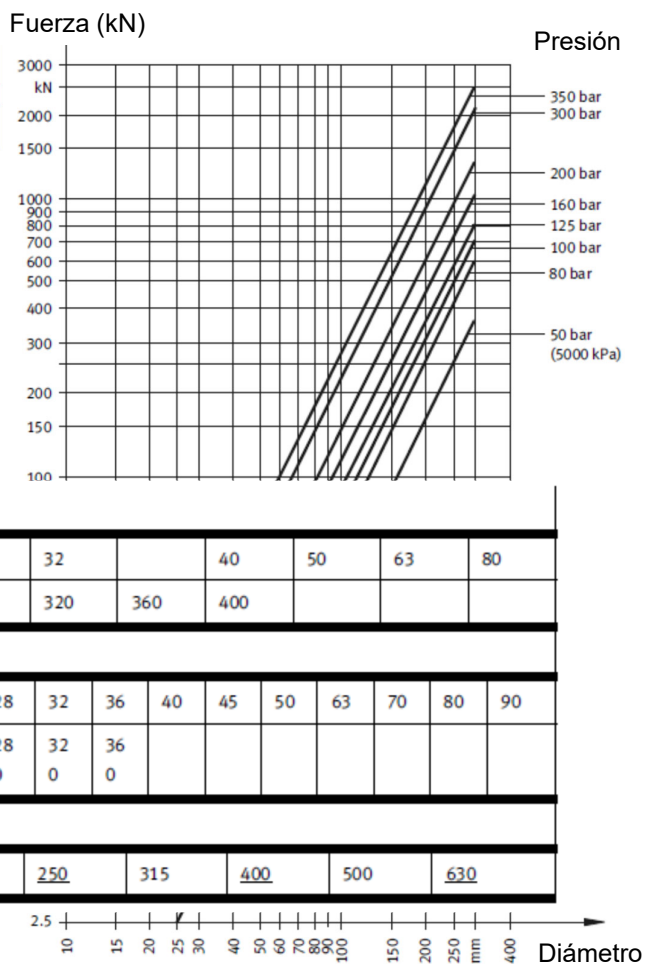 Fuerza (kN)
Presión
3000
kN
2000
1500
1000
900
800
700
600
500
400
300
200
150
100
350 bar
300 bar
200 bar
160 bar
125 bar
100 bar
80 bar
50 bar
(5000 kPa)
32 40 50 63 80
320 360 400
28 32 36 40 45 50 63 70 80 90
28 32 36
0 0 0
250 315 400 500 630
2.5
10 15 20 25 30 40 50 60 70 80 90 100 150 200 250 mm 400
Diámetro